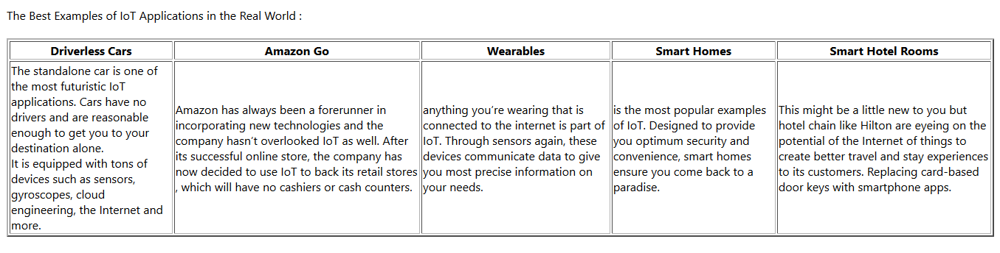 The Best Examples of IoT Applications in the Real World :
Driverless Cars
Amazon Go
Wearables
Smart Homes
Smart Hotel Rooms
The standalone car is one of
the most futuristic IoT
applications. Cars have no
drivers and are reasonable
enough to get you to your
destination alone.
It is equipped with tons of
devices such as sensors,
gyroscopes, cloud
engineering, the Internet and
more.
Amazon has always been a forerunner in
incorporating new technologies and the
company hasn't overlooked IoT as well. After
its successful online store, the company has
now decided to use IoT to back its retail stores
, which will have no cashiers or cash counters.
anything you're wearing that is
connected to the internet is part of
IoT. Through sensors again, these
devices communicate data to give
you most precise information on
your needs.
is the most popular examples
of IoT. Designed to provide
you optimum security and
convenience, smart homes
ensure you come back to a
paradise.
This might be a little new to you but
hotel chain like Hilton are eyeing on the
potential of the Internet of things to
create better travel and stay experiences
to its customers. Replacing card-based
door keys with smartphone apps.